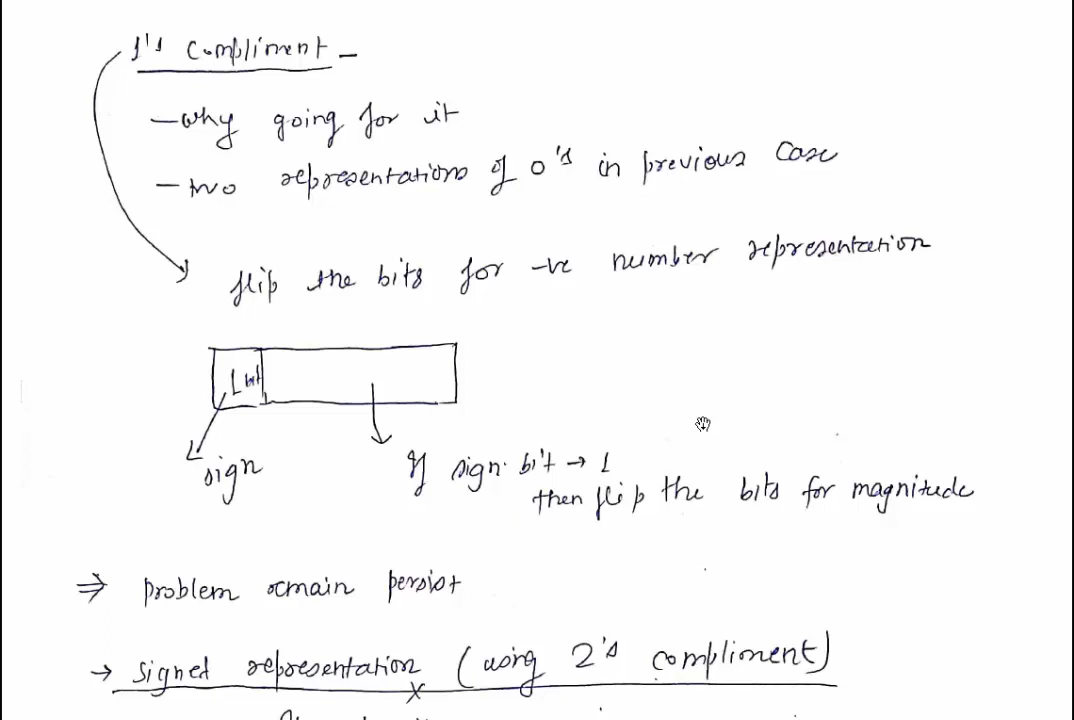 1's compliment -
- why going for it
- two representations of 0's in previous case
flip the bits for -ve number representation
1 bit
sign
If sign bit → 1
then flip the bits for magnitude
⇒ problem remain persist
→ signed representation (using 2's compliment)